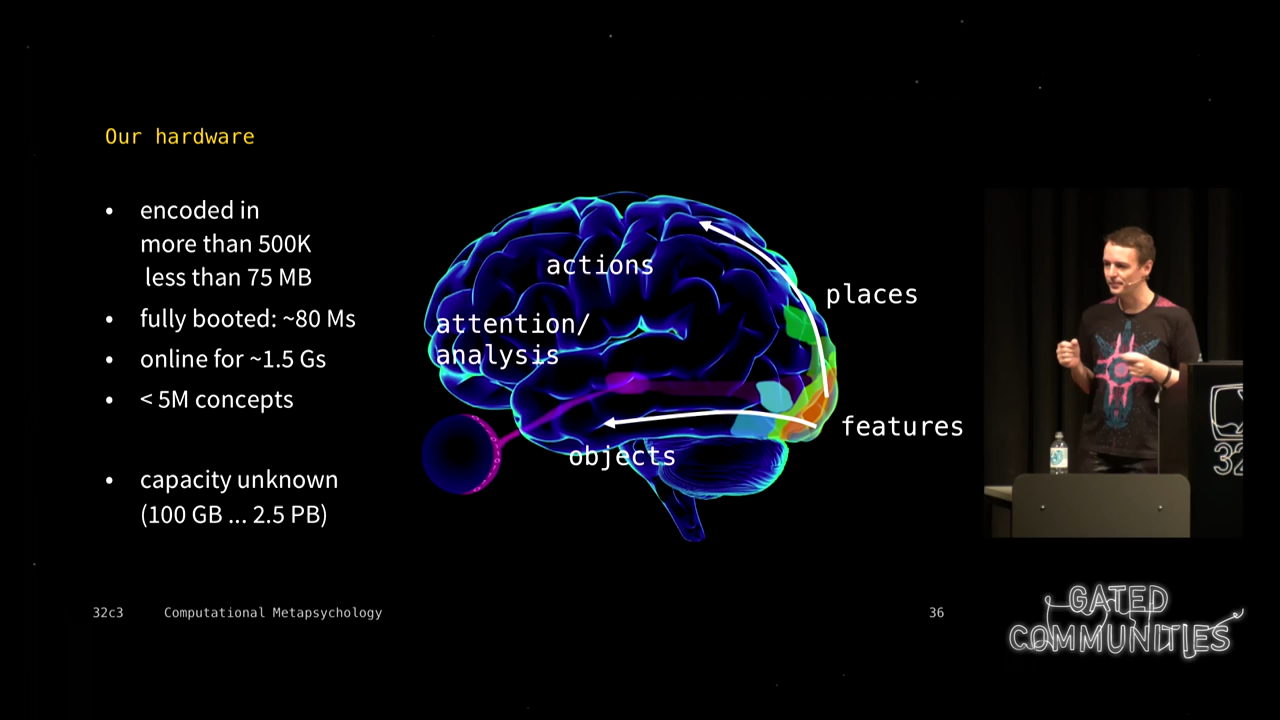 Our hardware
• encoded in
more than 500K
less than 75 MB
• fully booted: ~80 Ms
• online for ~1.5 Gs
• < 5M concepts
• capacity unknown
(100 GB ... 2.5 PB)
actions
attention/
analysis
places
features
objects
32c3 Computational Metapsychology
36
GATED
COMMUNITIES